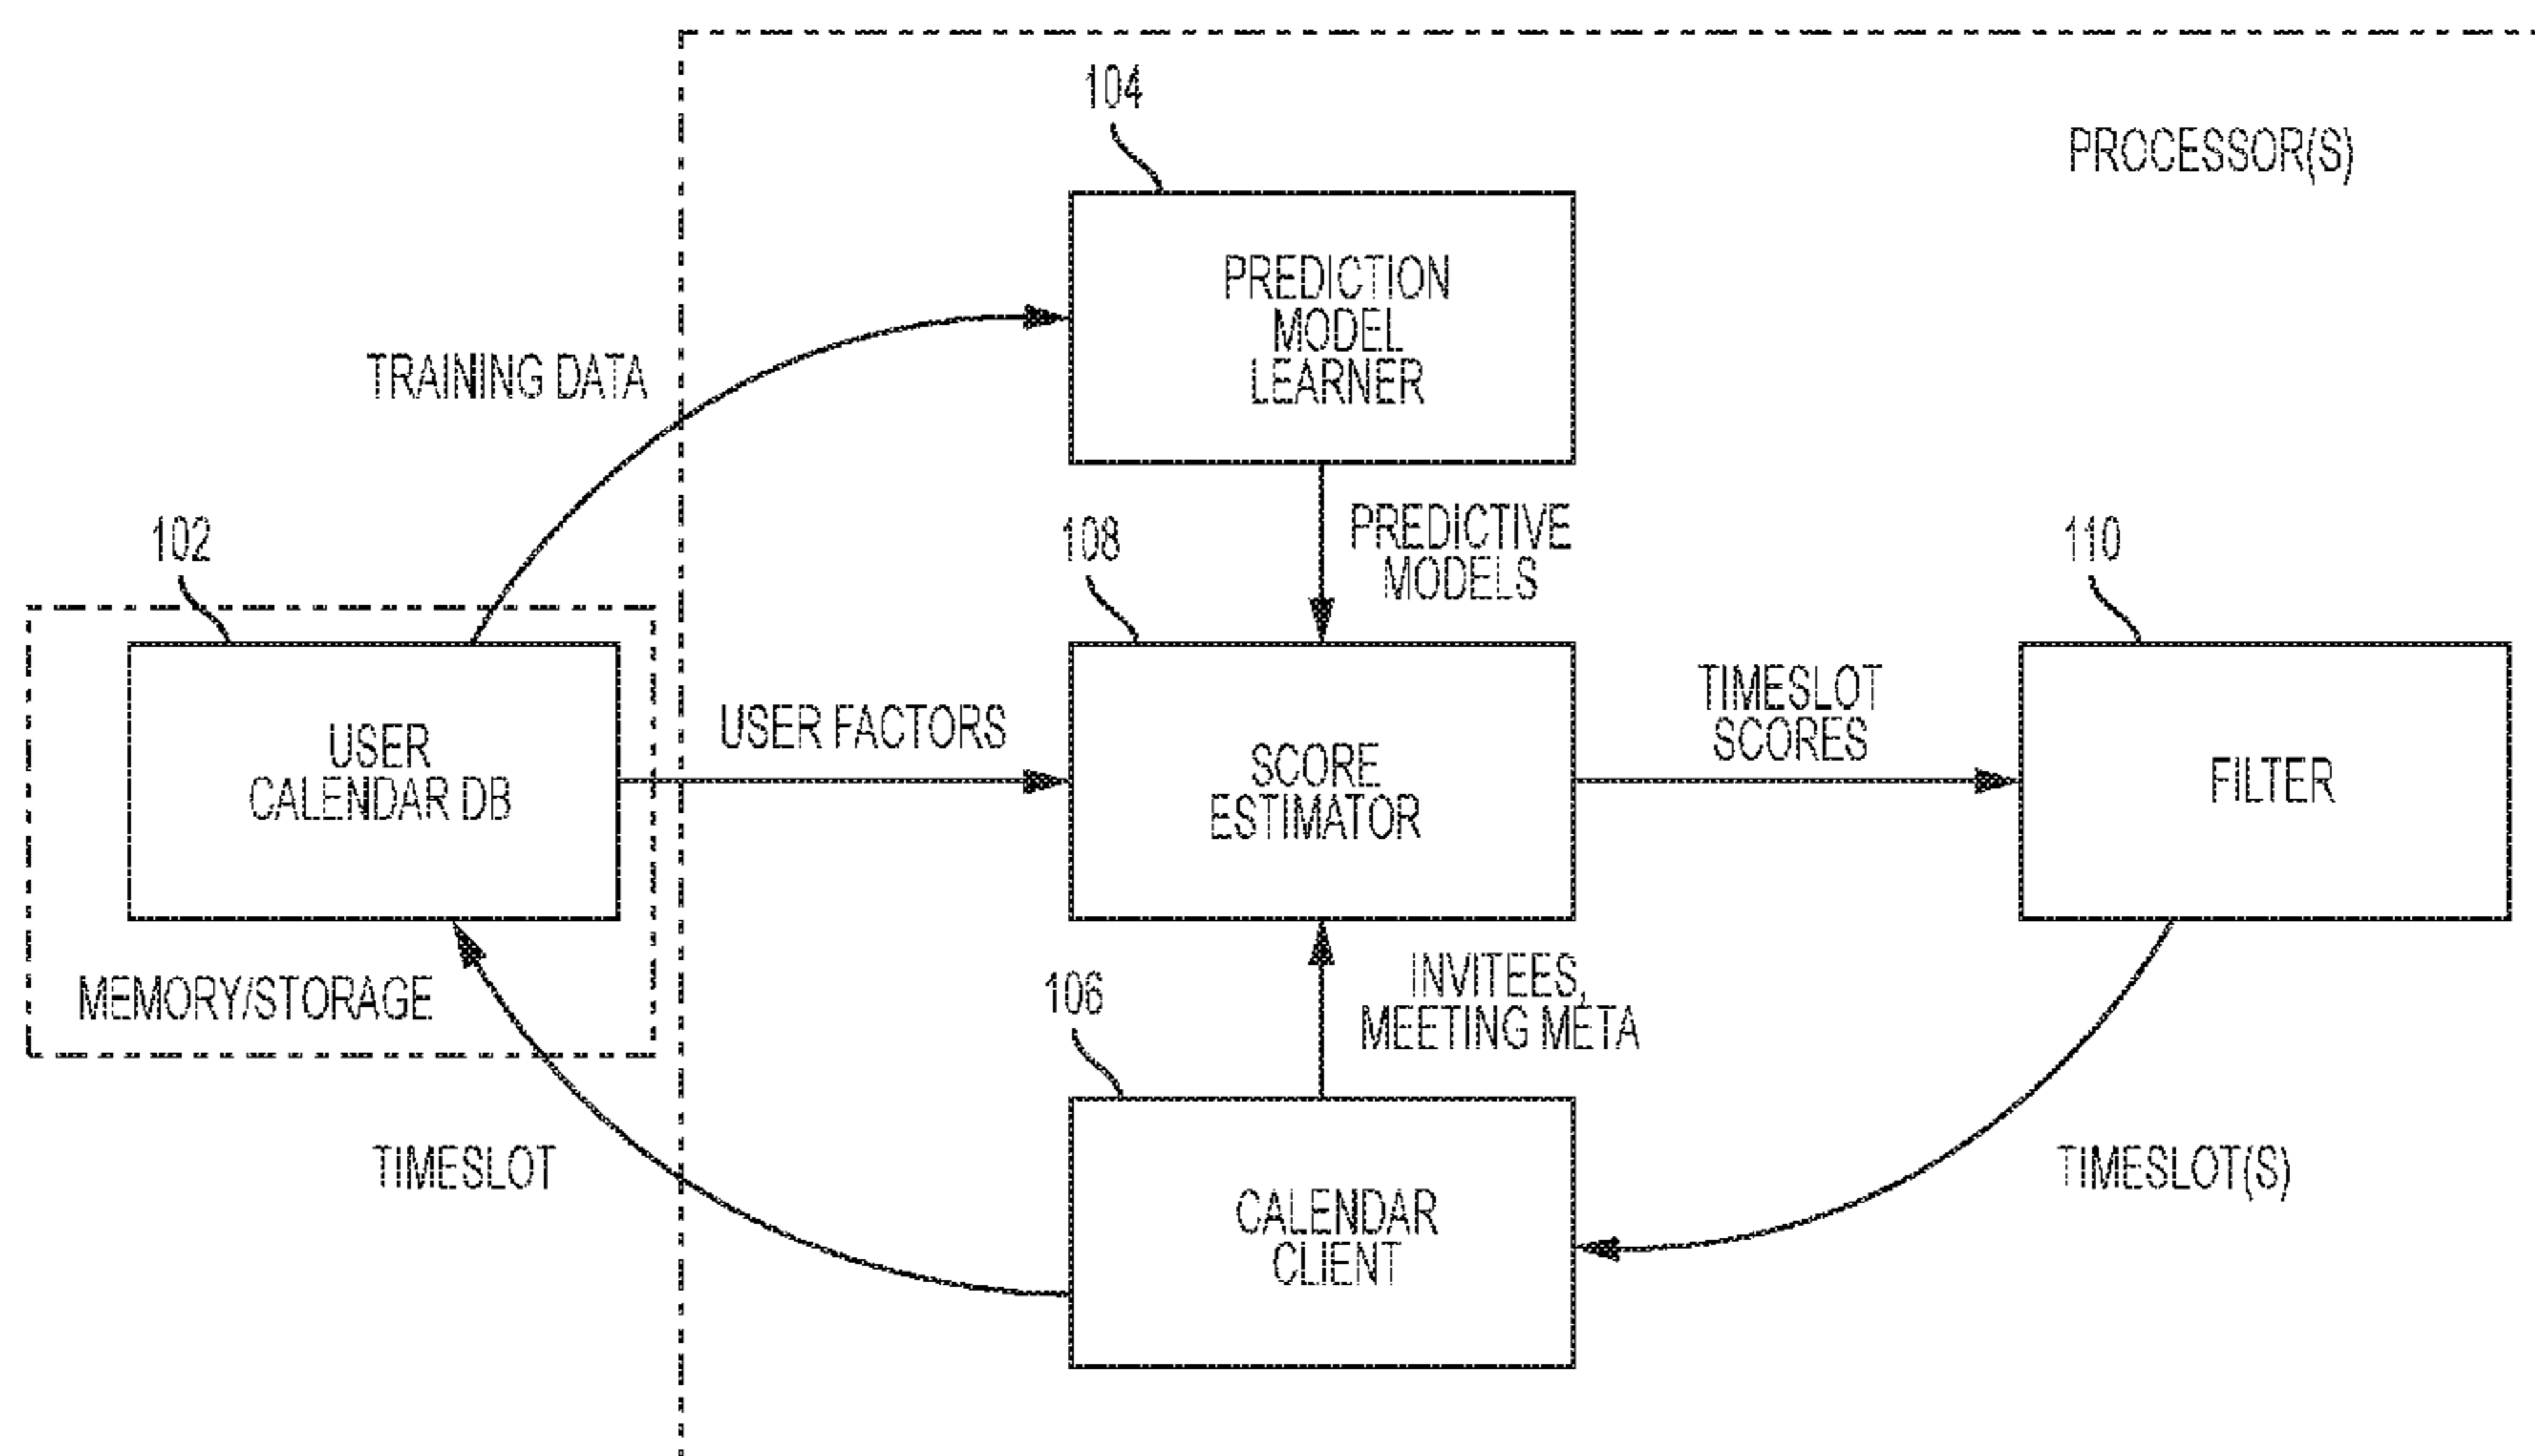 104
PROCESSOR(S)
PREDICTION
MODEL
LEARNER
TRAINING DATA
102
108
PREDICTIVE
MODELS
110
USER
CALENDAR DB
USER FACTORS
SCORE
ESTIMATOR
TIMESLOT
SCORES
FILTER
MEMORY/STORAGE
106
INVITEES,
MEETING META
TIMESLOT
CALENDAR
CLIENT
TIMESLOT(S)